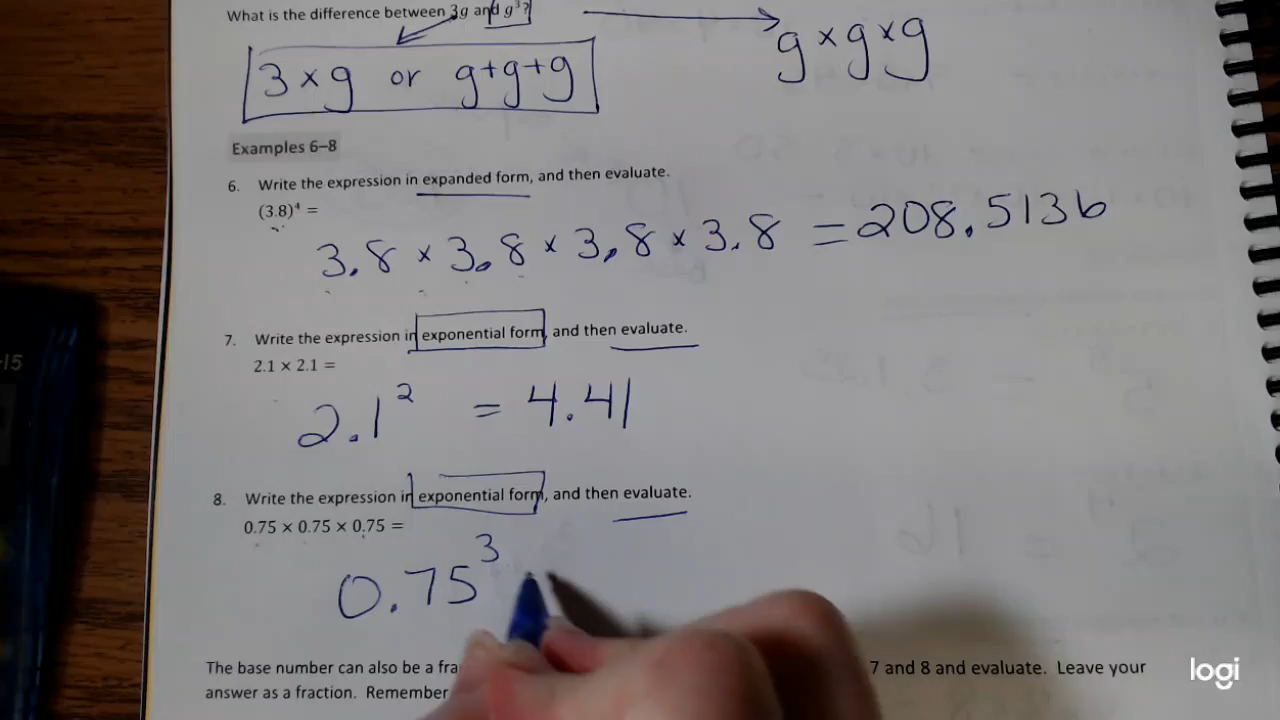 What is the difference between 3g and g³?
3 × g or g+g+g
g × g × g
Examples 6–8
6. Write the expression in expanded form, and then evaluate.
(3.8)⁴ =
3.8 × 3.8 × 3.8 × 3.8 = 208.5136
7. Write the expression in exponential form, and then evaluate.
2.1 × 2.1 =
2.1² = 4.41
8. Write the expression in exponential form, and then evaluate.
0.75 × 0.75 × 0.75 =
0.75³
The base number can also be a fra 7 and 8 and evaluate. Leave your
answer as a fraction. Remember
logi
-15